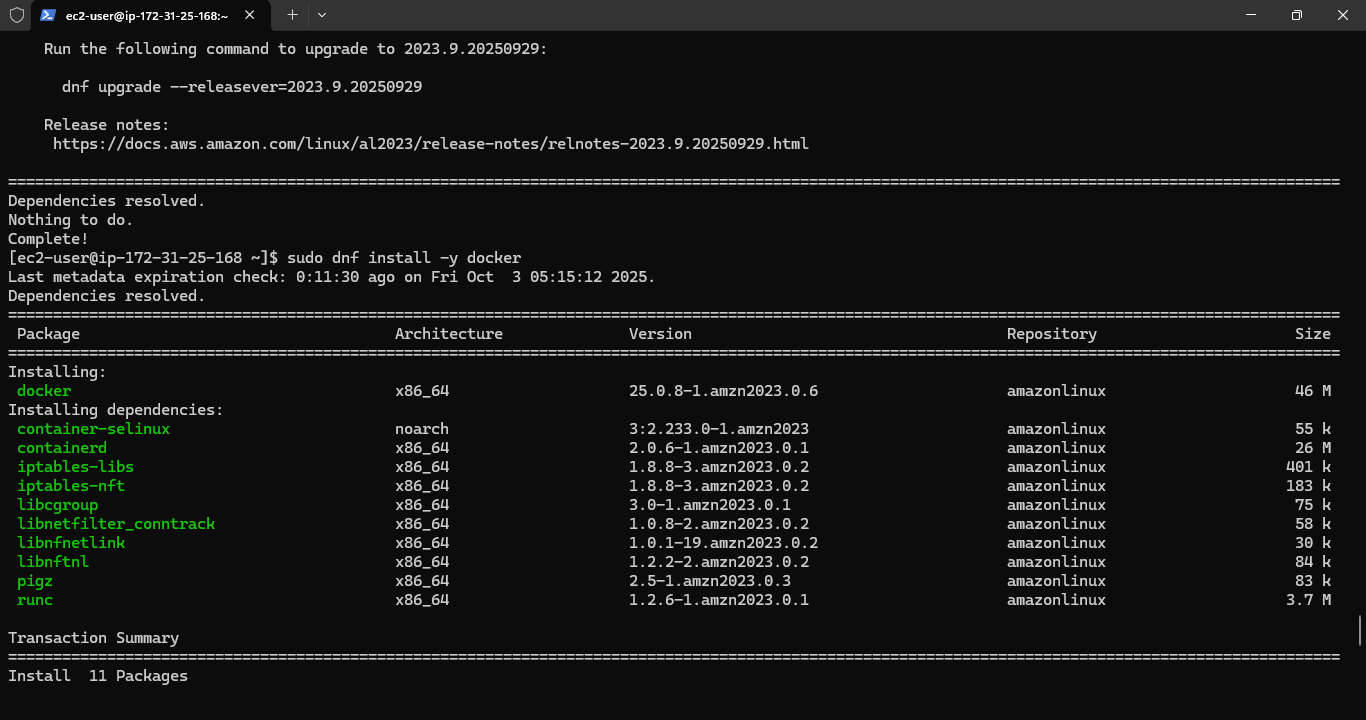 ec2-user@ip-172-31-25-168:~
Run the following command to upgrade to 2023.9.20250929:
dnf upgrade --releasever=2023.9.20250929
Release notes:
https://docs.aws.amazon.com/linux/al2023/release-notes/relnotes-2023.9.20250929.html
====================================================================================================================================================
Dependencies resolved.
Nothing to do.
Complete!
[ec2-user@ip-172-31-25-168 ~]$ sudo dnf install -y docker
Last metadata expiration check: 0:11:30 ago on Fri Oct  3 05:15:12 2025.
Dependencies resolved.
====================================================================================================================================================
Package Architecture Version Repository Size
====================================================================================================================================================
Installing:
docker x86_64 25.0.8-1.amzn2023.0.6 amazonlinux 46 M
Installing dependencies:
container-selinux noarch 3:2.233.0-1.amzn2023 amazonlinux 55 k
containerd x86_64 2.0.6-1.amzn2023.0.1 amazonlinux 26 M
iptables-libs x86_64 1.8.8-3.amzn2023.0.2 amazonlinux 401 k
iptables-nft x86_64 1.8.8-3.amzn2023.0.2 amazonlinux 183 k
libcgroup x86_64 3.0-1.amzn2023.0.1 amazonlinux 75 k
libnetfilter_conntrack x86_64 1.0.8-2.amzn2023.0.2 amazonlinux 58 k
libnfnetlink x86_64 1.0.1-19.amzn2023.0.2 amazonlinux 30 k
libnftnl x86_64 1.2.2-2.amzn2023.0.2 amazonlinux 84 k
pigz x86_64 2.5-1.amzn2023.0.3 amazonlinux 83 k
runc x86_64 1.2.6-1.amzn2023.0.1 amazonlinux 3.7 M
Transaction Summary
====================================================================================================================================================
Install  11 Packages